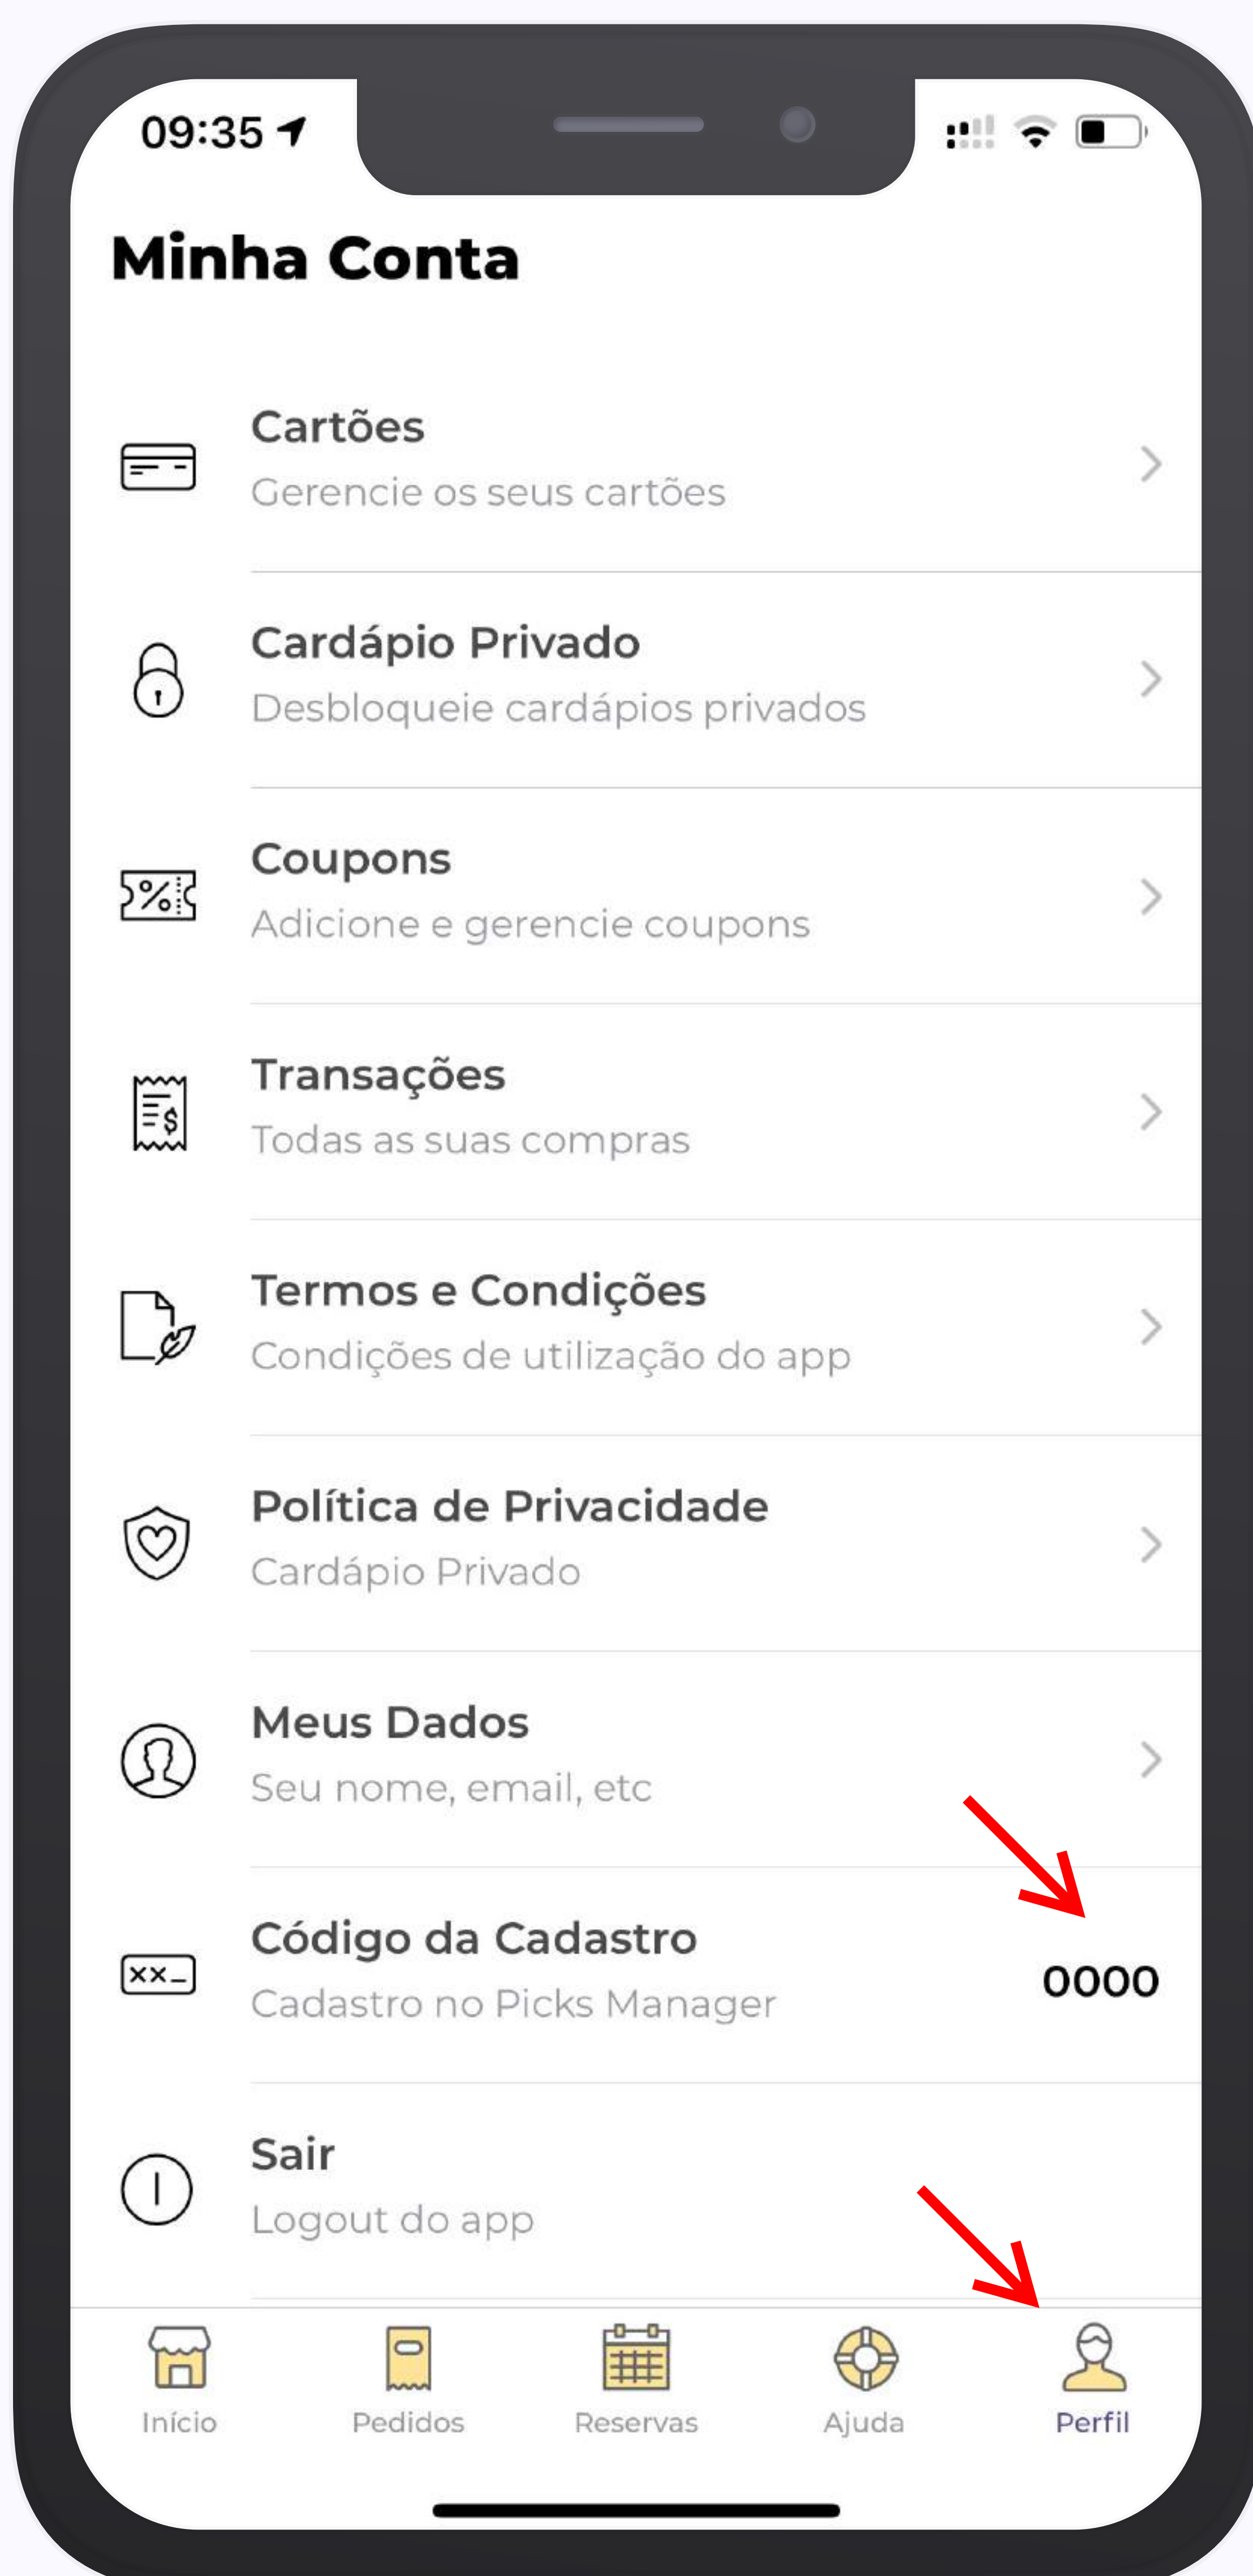 09:35
Minha Conta
Cartões
Gerencie os seus cartões
Cardápio Privado
Desbloqueie cardápios privados
Coupons
Adicione e gerencie coupons
Transações
Todas as suas compras
Termos e Condições
Condições de utilização do app
Política de Privacidade
Cardápio Privado
Meus Dados
Seu nome, email, etc
Código da Cadastro
Cadastro no Picks Manager
0000
Sair
Logout do app
Início Pedidos Reservas Ajuda Perfil